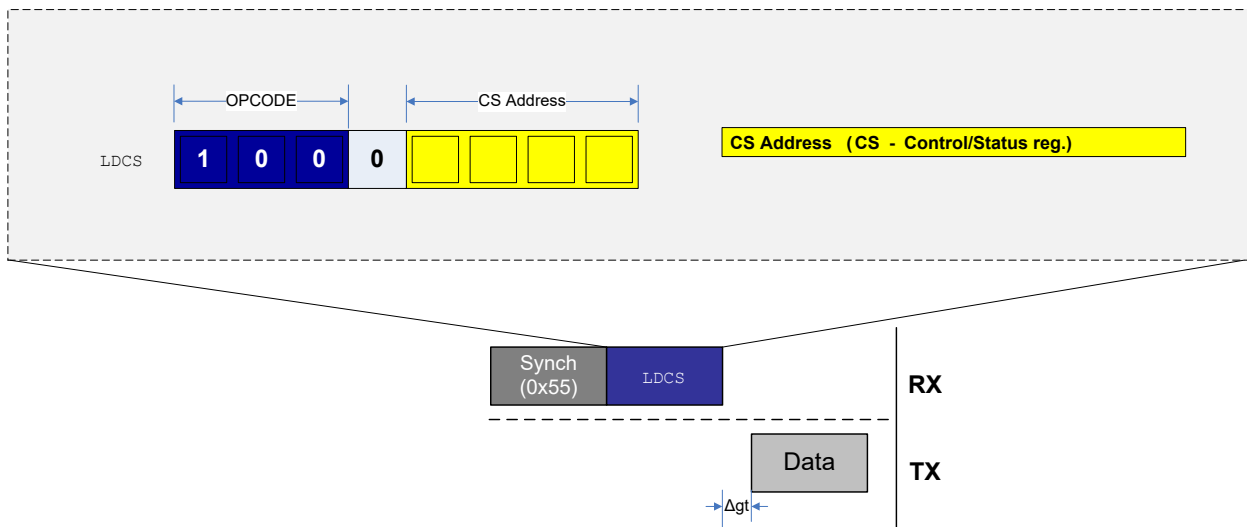 OPCODE
CS Address
LDCS
1 0 0 0
CS Address (CS - Control/Status reg.)
Synch
(0x55)
LDCS
RX
Data
TX
Δgt